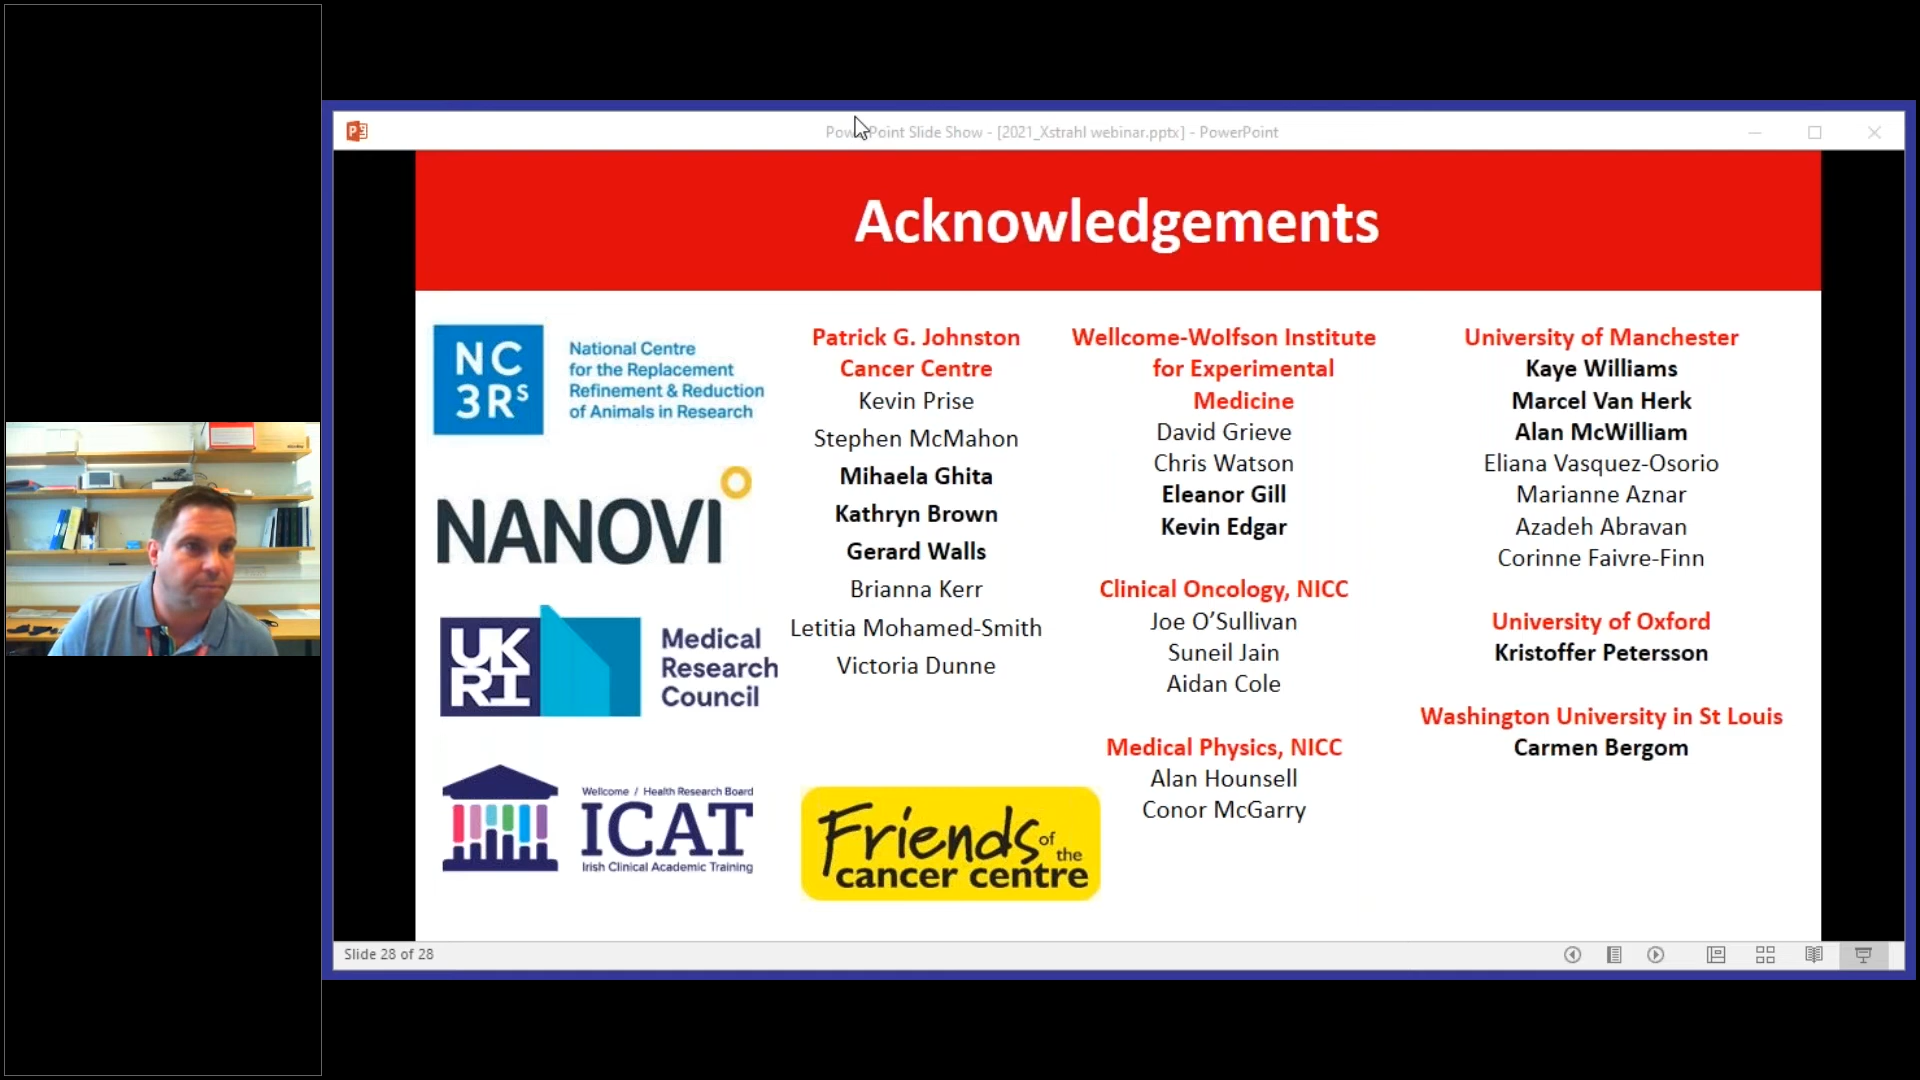 PowerPoint Slide Show - [2021_Xstrahl webinar.pptx] - PowerPoint
Acknowledgements
NC
3Rs
National Centre
for the Replacement
Refinement & Reduction
of Animals in Research
NANOVI
UK
RI
Medical
Research
Council
Wellcome / Health Research Board
ICAT
Irish Clinical Academic Training
Patrick G. Johnston
Cancer Centre
Kevin Prise
Stephen McMahon
Mihaela Ghita
Kathryn Brown
Gerard Walls
Brianna Kerr
Letitia Mohamed-Smith
Victoria Dunne
Friends of the
cancer centre
Wellcome-Wolfson Institute
for Experimental
Medicine
David Grieve
Chris Watson
Eleanor Gill
Kevin Edgar
Clinical Oncology, NICC
Joe O’Sullivan
Suneil Jain
Aidan Cole
Medical Physics, NICC
Alan Hounsell
Conor McGarry
University of Manchester
Kaye Williams
Marcel Van Herk
Alan McWilliam
Eliana Vasquez-Osorio
Marianne Aznar
Azadeh Abravan
Corinne Faivre-Finn
University of Oxford
Kristoffer Petersson
Washington University in St Louis
Carmen Bergom
Slide 28 of 28